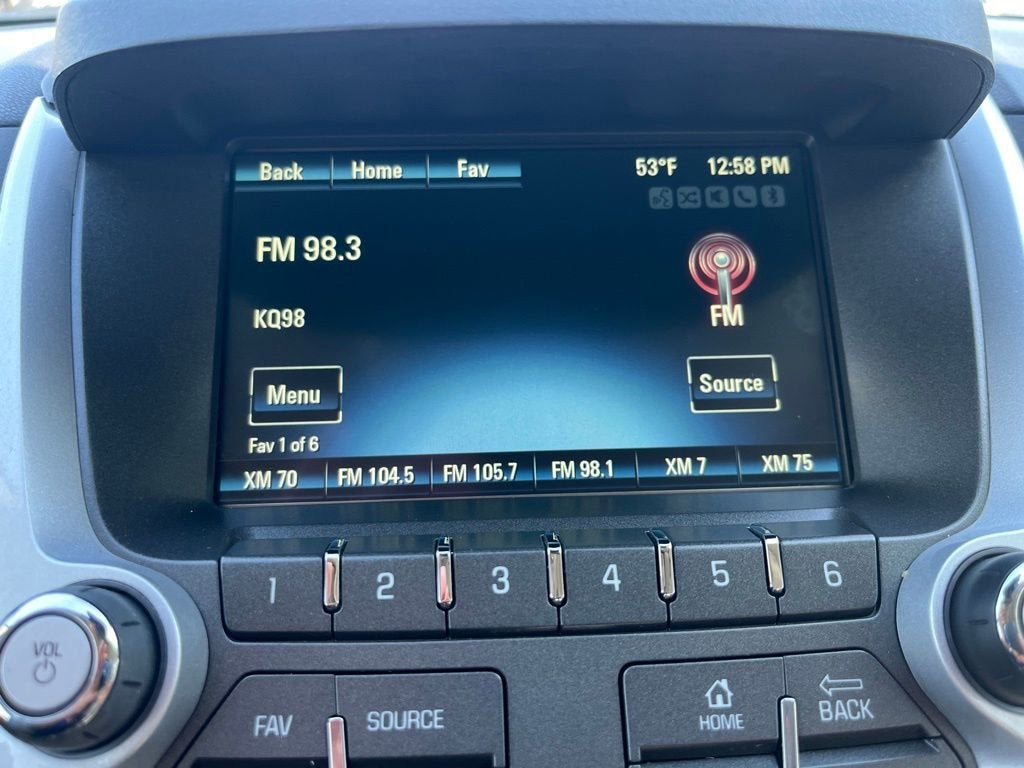 Back Home Fav 53°F 12:58 PM
FM 98.3
FM
KQ98
Menu Source
Fav 1 of 6
XM 70 FM 104.5 FM 105.7 FM 98.1 XM 7 XM 75
1 2 3 4 5 6
VOL
FAV SOURCE HOME BACK